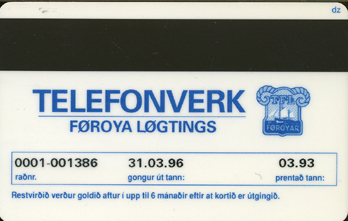 dz
TELEFONVERK
FØROYA LØGTINGS
TFL
FØROYAR
0001-001386 31.03.96 03.93
raðnr. gongur út tann: prentað tann:
Restvirðið verður goldið aftur í upp til 6 mánaðir eftir at kortið er útgingið.